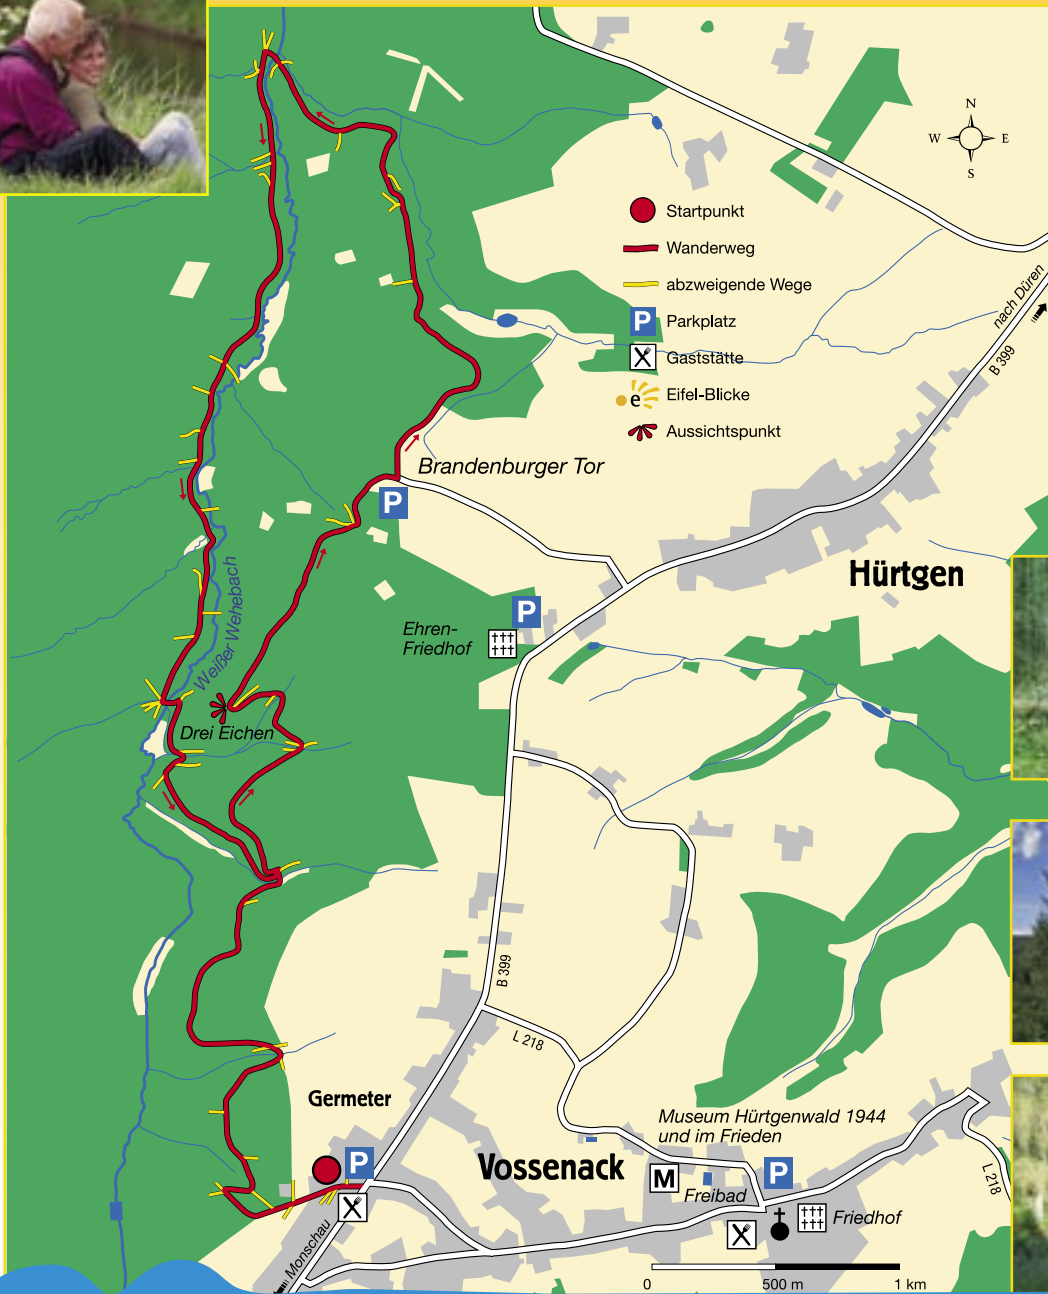 N
W E
S
Startpunkt
Wanderweg
abzweigende Wege
P Parkplatz
Gaststätte
e Eifel-Blicke
Aussichtspunkt
nach Düren
B 399
Brandenburger Tor
P
Hürtgen
P
Ehren-
Friedhof
Weißer Wehebach
Drei Eichen
B 399
L 218
Germeter
Museum Hürtgenwald 1944
und im Frieden
P
Vossenack
M
P
Freibad
L 218
Friedhof
Monschau
0 500 m 1 km